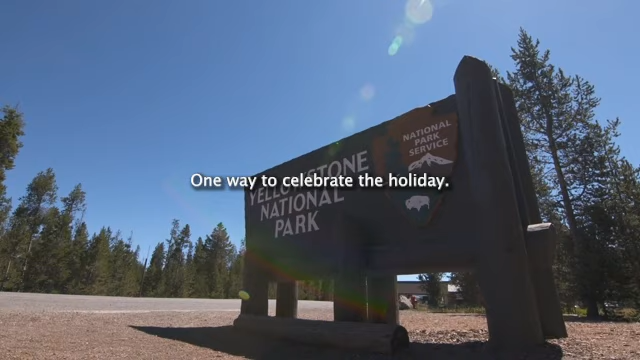 NATIONAL
PARK
SERVICE
YELLOWSTONE
NATIONAL
PARK
One way to celebrate the holiday.